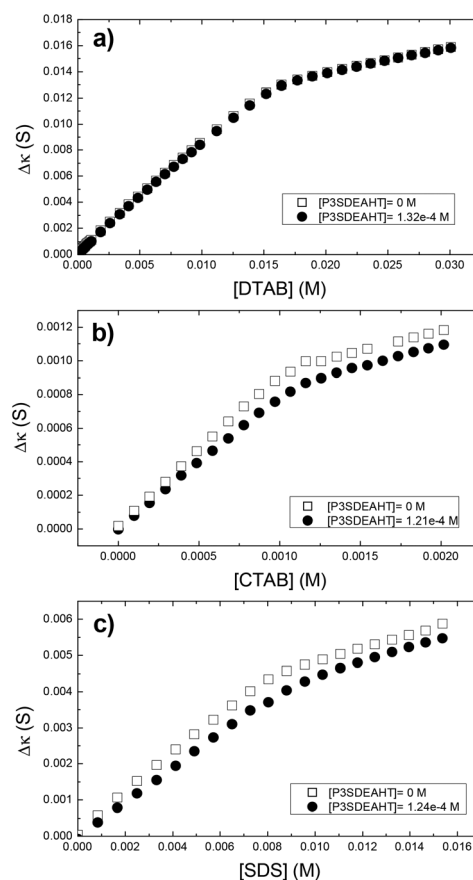 a)
0.018
0.016
0.014
0.012
0.010
0.008
0.006
0.004
0.002
0.000
Δκ (S)
[P3SDEAHT]= 0 M
[P3SDEAHT]= 1.32e-4 M
0.000 0.005 0.010 0.015 0.020 0.025 0.030
[DTAB] (M)
b)
0.0012
0.0010
0.0008
0.0006
0.0004
0.0002
0.0000
Δκ (S)
[P3SDEAHT]= 0 M
[P3SDEAHT]= 1.21e-4 M
0.0000 0.0005 0.0010 0.0015 0.0020
[CTAB] (M)
c)
0.006
0.005
0.004
0.003
0.002
0.001
0.000
Δκ (S)
[P3SDEAHT]= 0 M
[P3SDEAHT]= 1.24e-4 M
0.000 0.002 0.004 0.006 0.008 0.010 0.012 0.014 0.016
[SDS] (M)